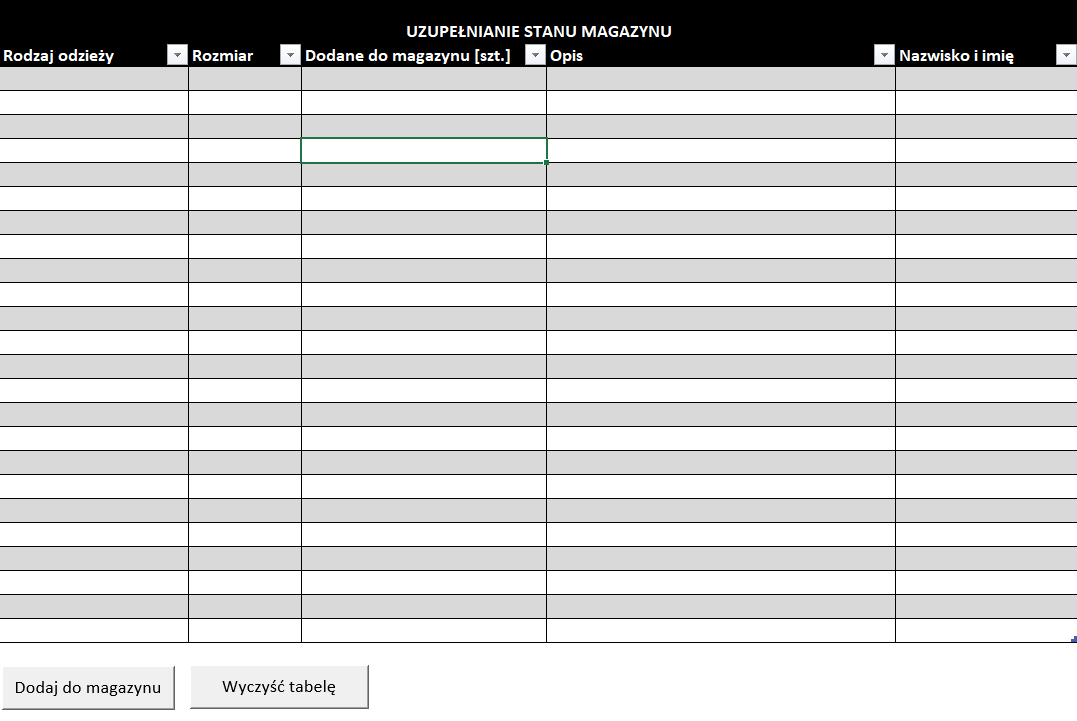 UZUPEŁNIANIE STANU MAGAZYNU
Rodzaj odzieży Rozmiar Dodane do magazynu [szt.] Opis Nazwisko i imię
Dodaj do magazynu Wyczyść tabelę